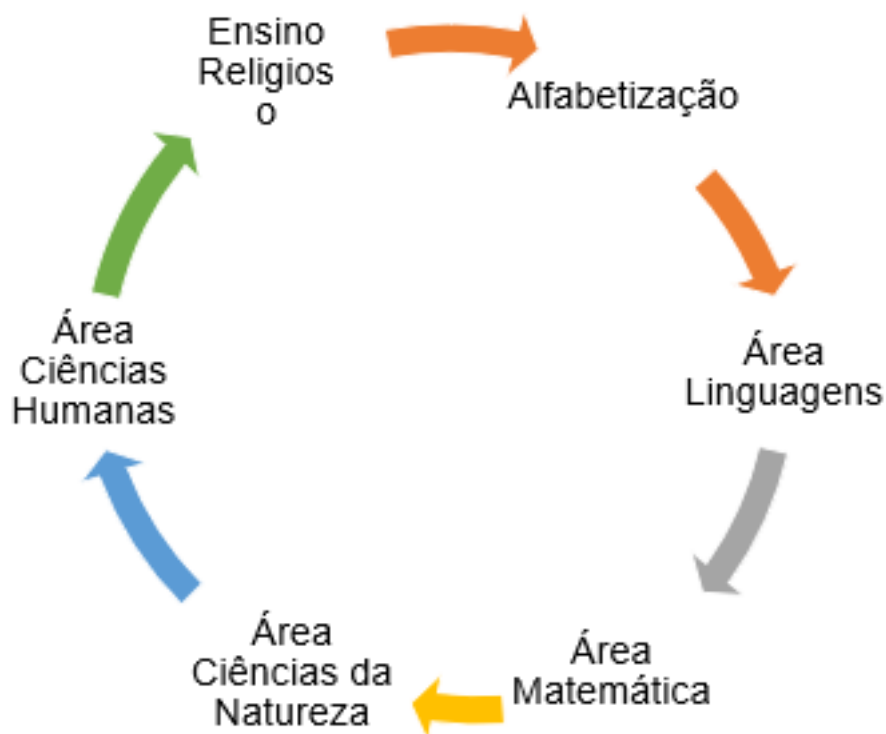 Ensino
Religios
o
Alfabetização
Área
Linguagens
Área
Matemática
Área
Ciências da
Natureza
Área
Ciências
Humanas